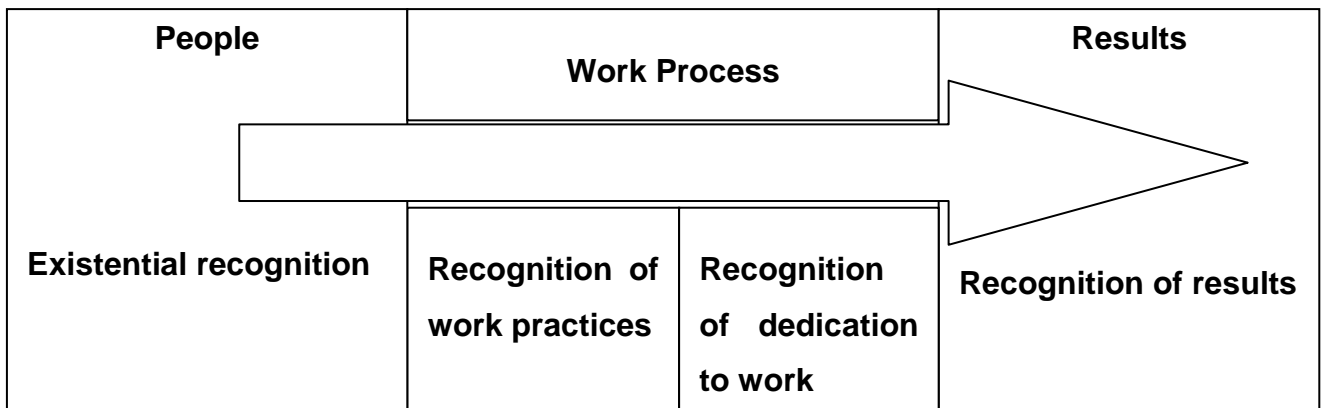 People
Work Process
Results
Existential recognition
Recognition of
work practices
Recognition
of dedication
to work
Recognition of results